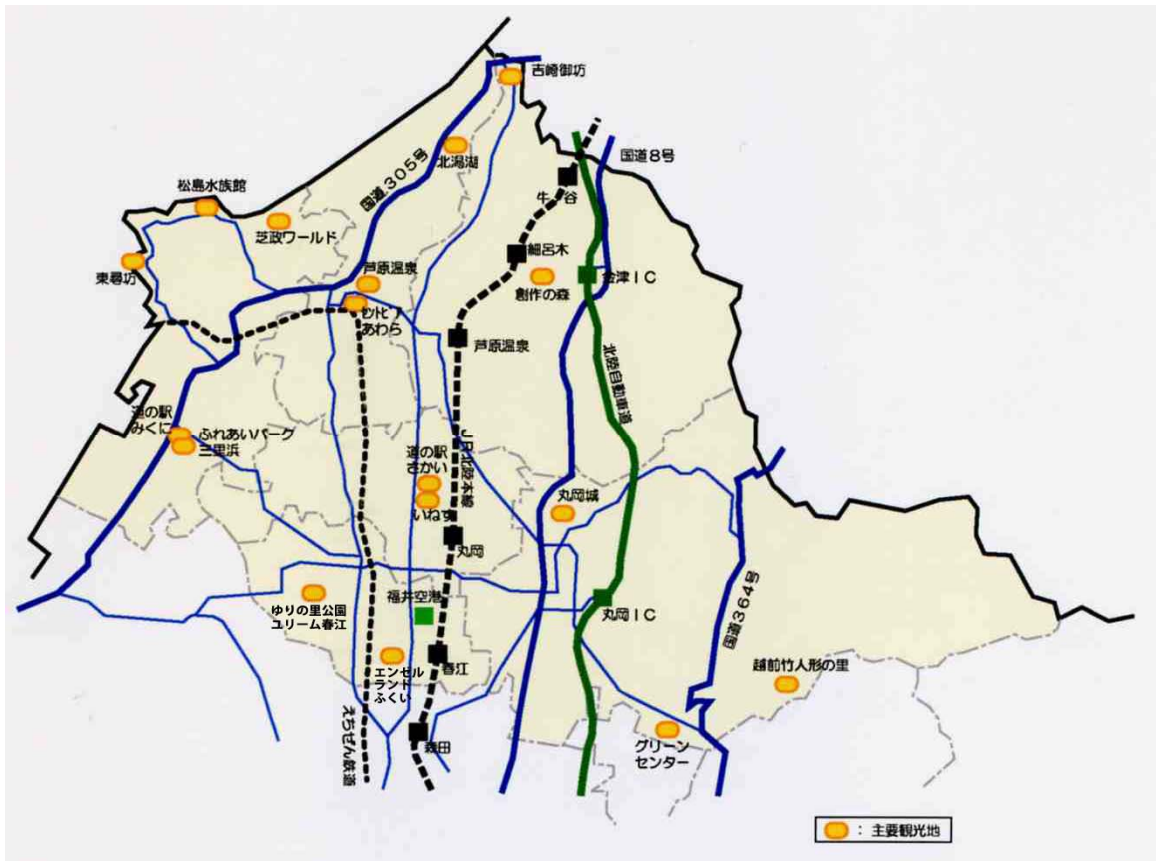 吉崎御坊
国道8号
北潟湖
国道305号
牛ノ谷
松島水族館
芝政ワールド
細呂木
東尋坊
芦原温泉
金津IC
創作の森
セントピア
あわら
芦原温泉
北陸自動車道
道の駅
みくに
ふれあいパーク
三里浜
JR北陸本線
道の駅
さかい
いねす
丸岡城
丸岡
福井空港
ゆりの里公園
ユリーム春江
丸岡IC
国道364号
春江
越前竹人形の里
エンゼル
ランド
ふくい
えちぜん鉄道
森田
グリーン
センター
:主要観光地